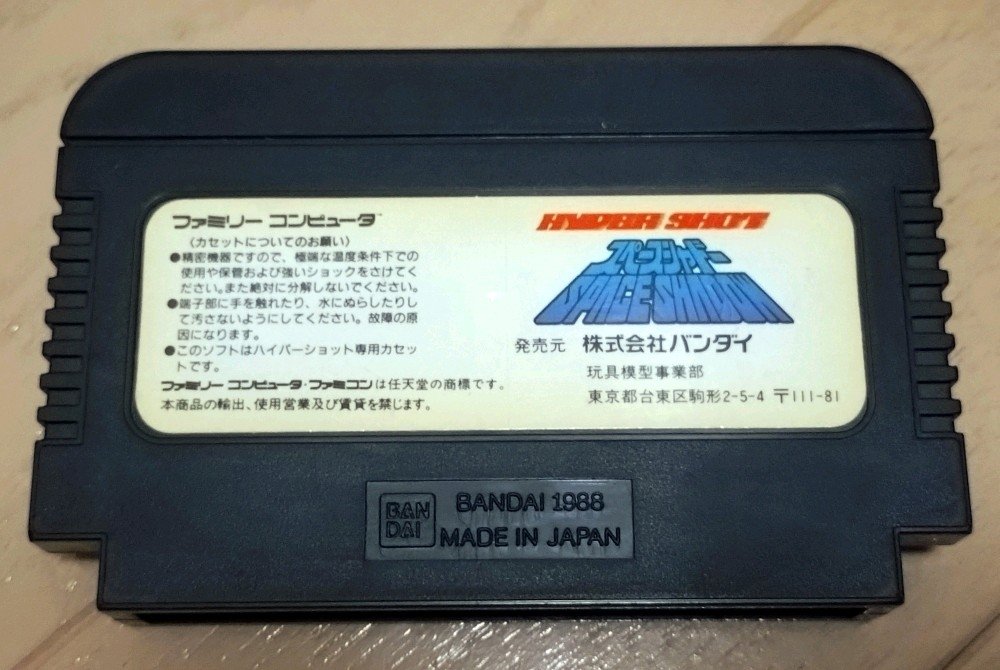 ファミリー コンピュータ™
〈カセットについてのお願い〉
●精密機器ですので、極端な温度条件下での
使用や保管および強いショックをさけてく
ださい。また絶対に分解しないでください。
●端子部に手を触れたり、水にぬらしたりし
て汚さないようにしてください。故障の原
因になります。
●このソフトはハイパーショット専用カセッ
トです。
ファミリー コンピュータ・ファミコンは任天堂の商標です。
本商品の輸出、使用営業及び賃貸を禁じます。
HYPER SHOT
スペースシャドー
SPACE SHADOW
発売元 株式会社バンダイ
玩具模型事業部
東京都台東区駒形2-5-4 〒111-81
BAN
DAI
BANDAI 1988
MADE IN JAPAN